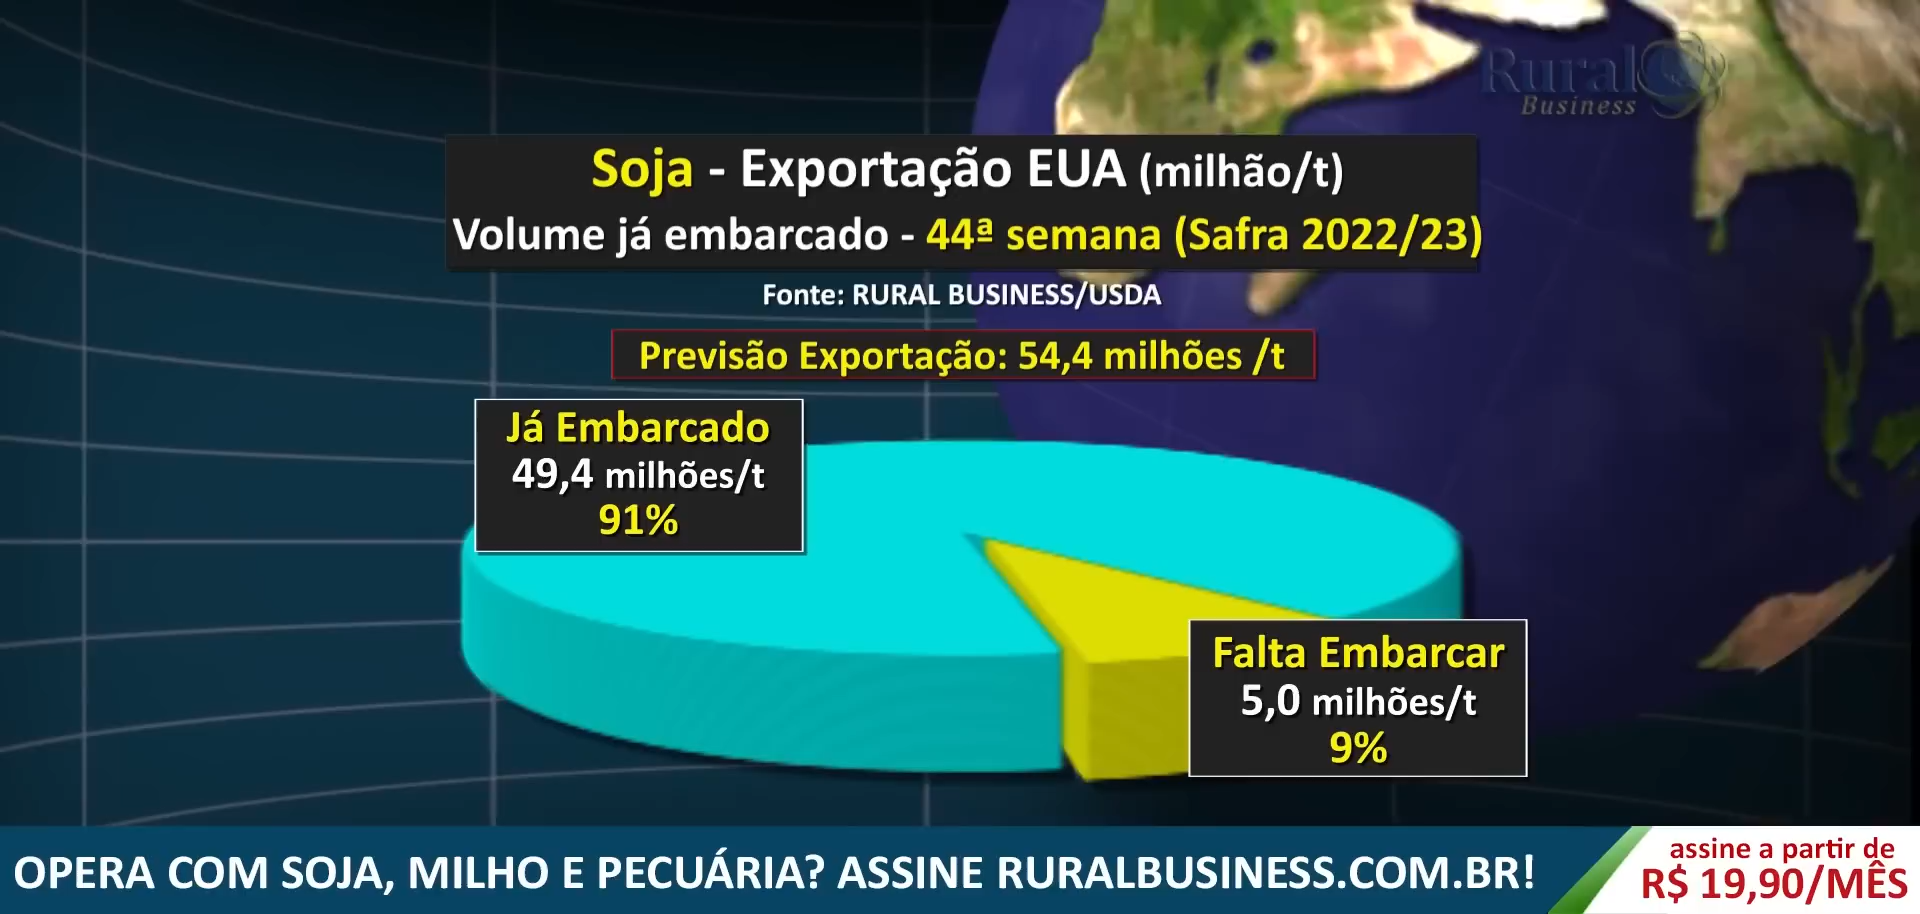 Rural
Business
Soja - Exportação EUA (milhão/t)
Volume já embarcado - 44ª semana (Safra 2022/23)
Fonte: RURAL BUSINESS/USDA
Previsão Exportação: 54,4 milhões /t
Já Embarcado
49,4 milhões/t
91%
Falta Embarcar
5,0 milhões/t
9%
OPERA COM SOJA, MILHO E PECUÁRIA? ASSINE RURALBUSINESS.COM.BR!
assine a partir de
R$ 19,90/MÊS